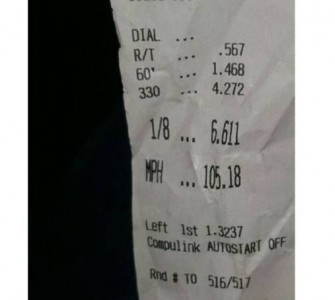 DIAL ...
R/T ... .567
60' ... 1.468
330 ... 4.272
1/8 ... 6.611
MPH ... 105.18
Left 1st 1.3237
Compulink AUTOSTART OFF
Rnd # TO 516/517